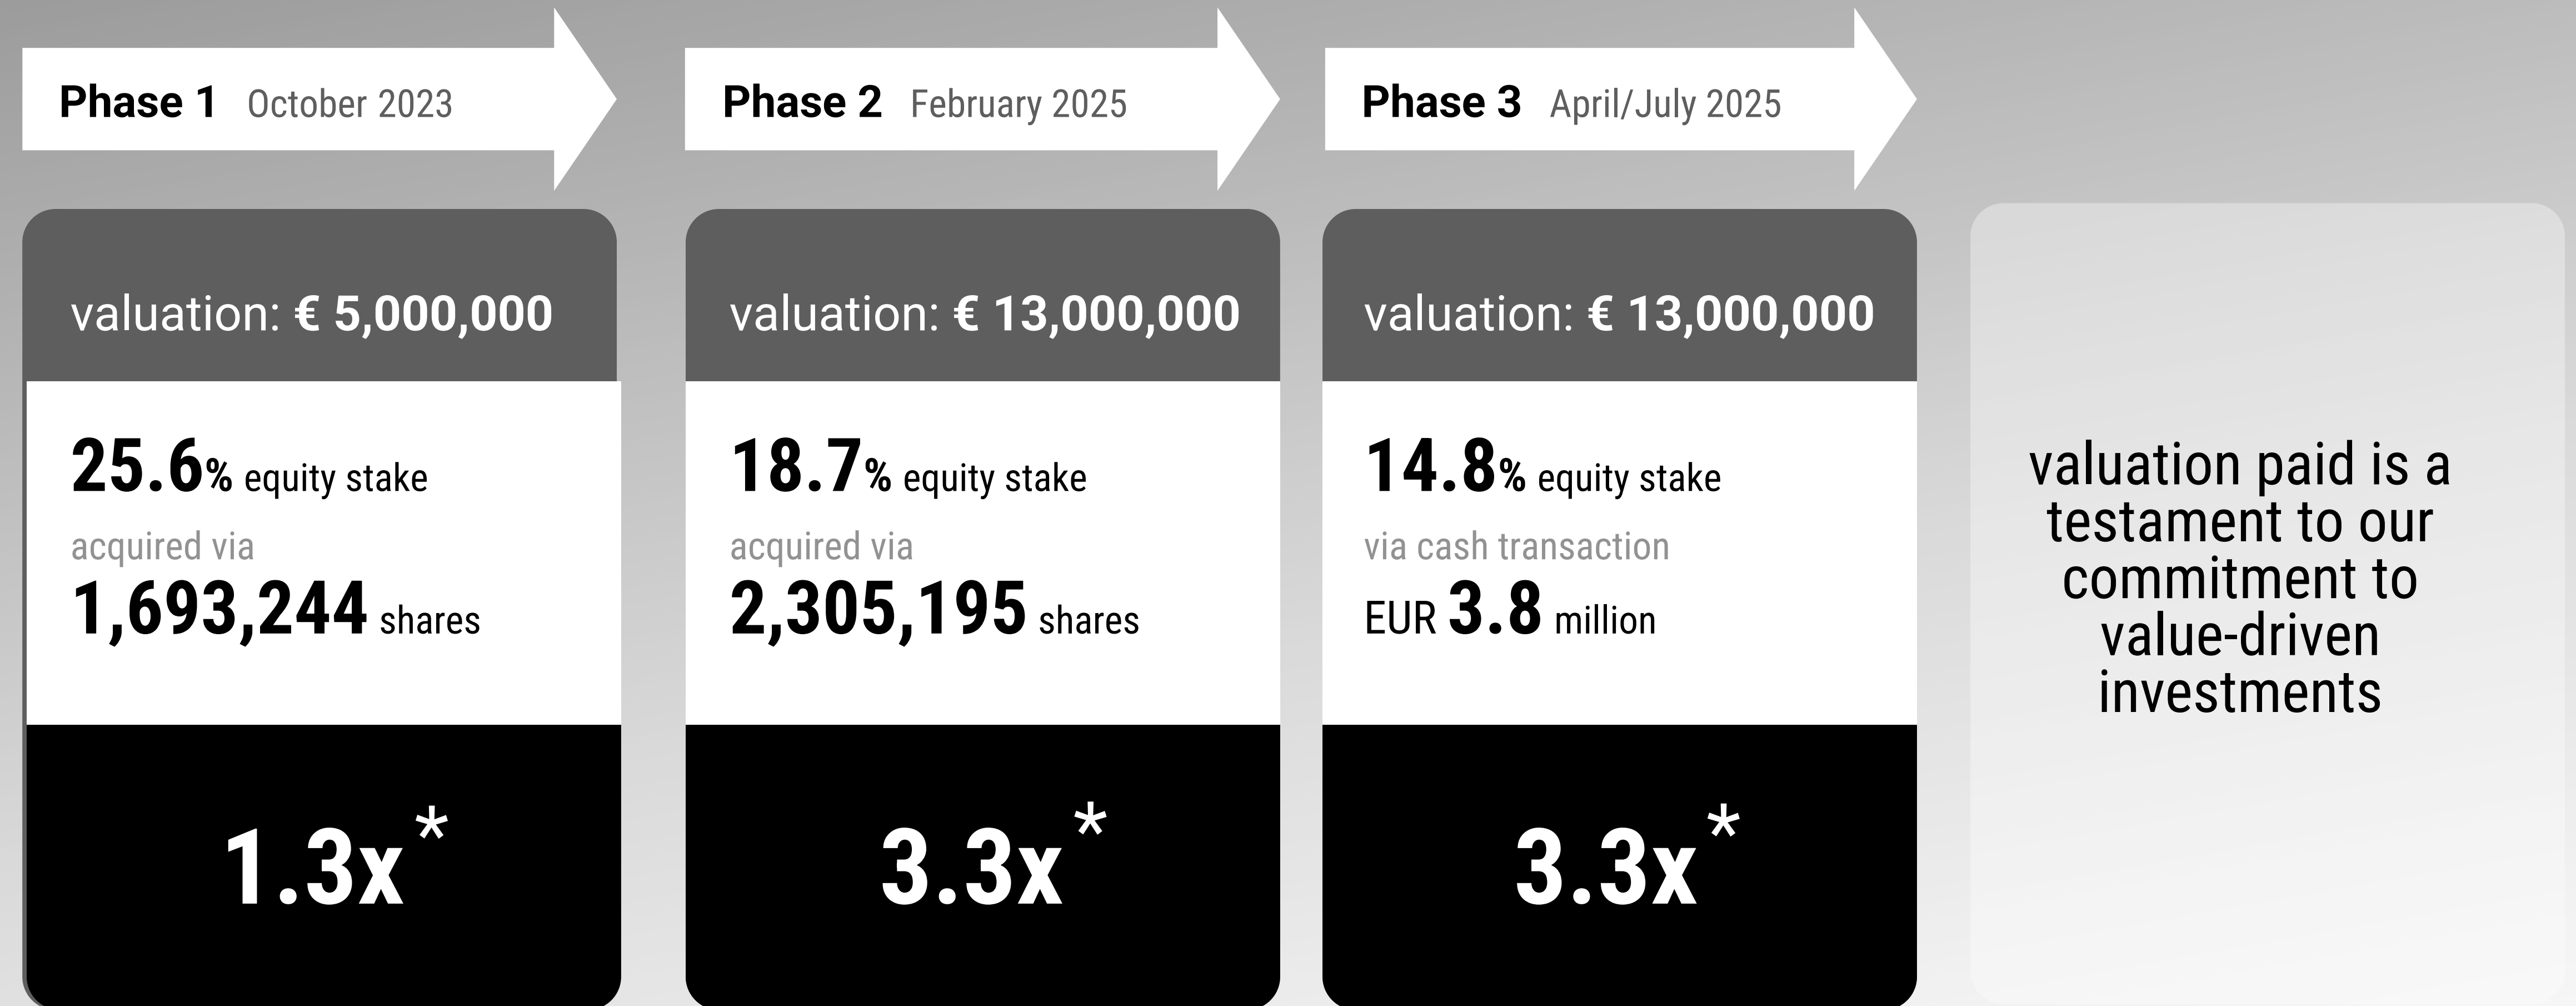 Phase 1 October 2023
valuation: € 5,000,000
25.6% equity stake
acquired via
1,693,244 shares
1.3x*
Phase 2 February 2025
valuation: € 13,000,000
18.7% equity stake
acquired via
2,305,195 shares
3.3x*
Phase 3 April/July 2025
valuation: € 13,000,000
14.8% equity stake
via cash transaction
EUR 3.8 million
3.3x*
valuation paid is a
testament to our
commitment to
value-driven
investments